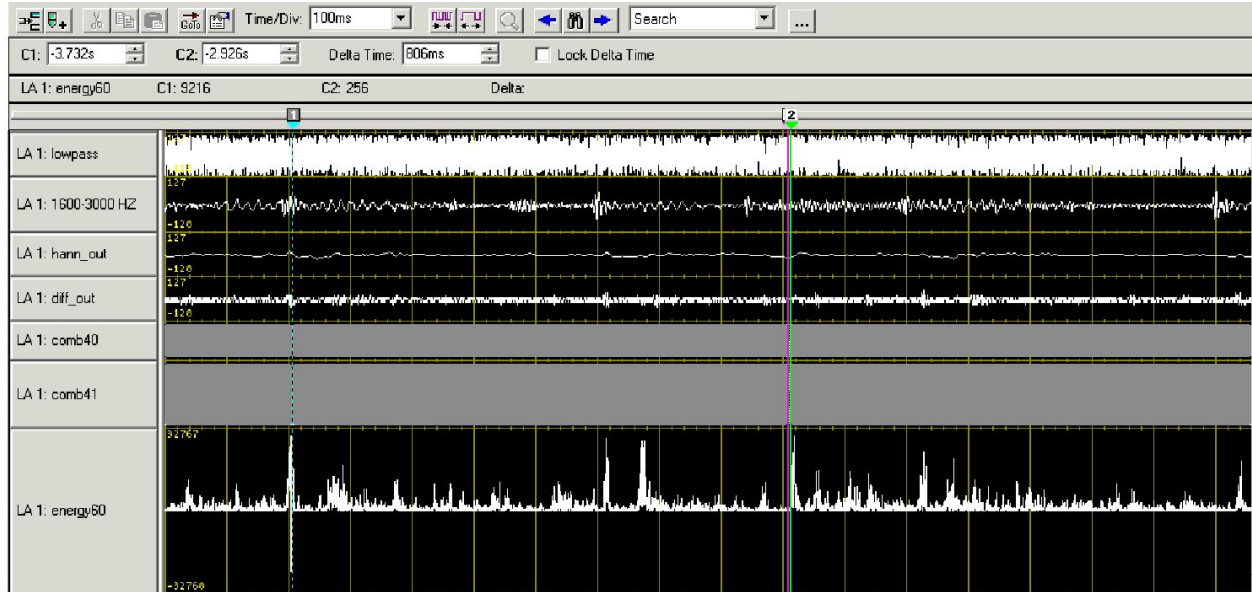 GoTo Time/Div: 100ms Search ...
C1: -3.732s C2: -2.926s Delta Time: 806ms Lock Delta Time
LA 1: energy60 C1: 9216 C2: 256 Delta:
1 2
LA 1: lowpass
127
LA 1: 1600-3000 HZ
-128
127
LA 1: hann_out
-128
127
LA 1: diff_out
-128
LA 1: comb40
LA 1: comb41
32767
LA 1: energy60
-32768